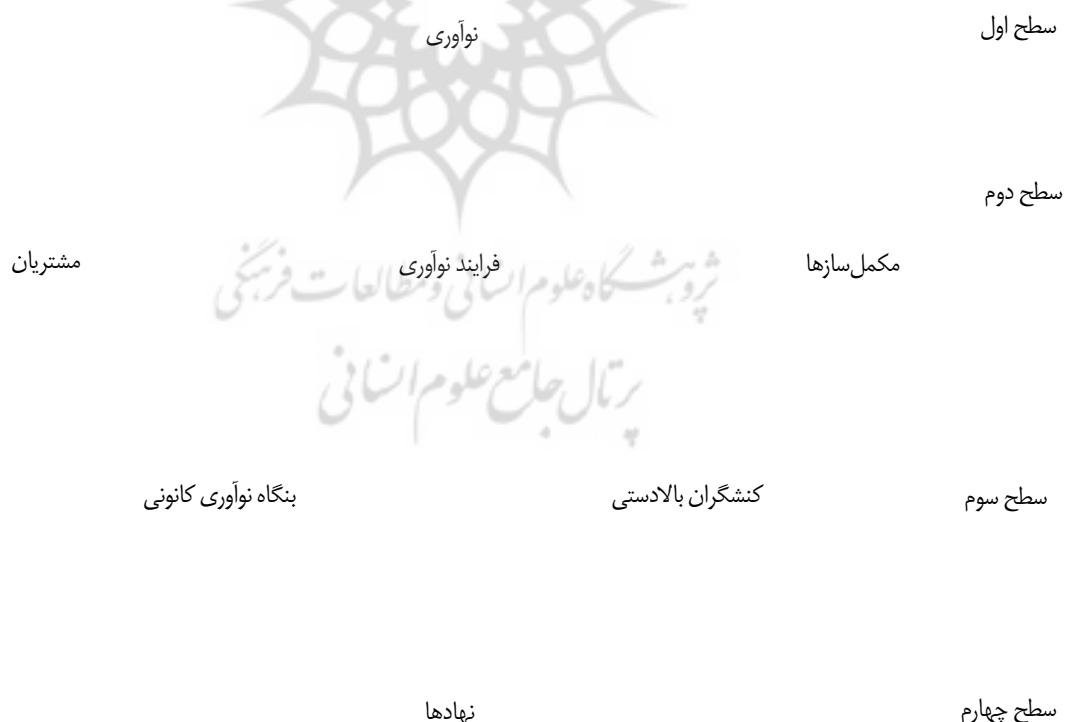 سطح اول
نوآوری
سطح دوم
مکمل‌سازها
فرایند نوآوری
مشتریان
پژوهشگاه علوم انسانی و مطالعات فرهنگی
پرتال جامع علوم انسانی
سطح سوم
کنشگران بالادستی
بنگاه نوآوری کانونی
سطح چهارم
نهادها